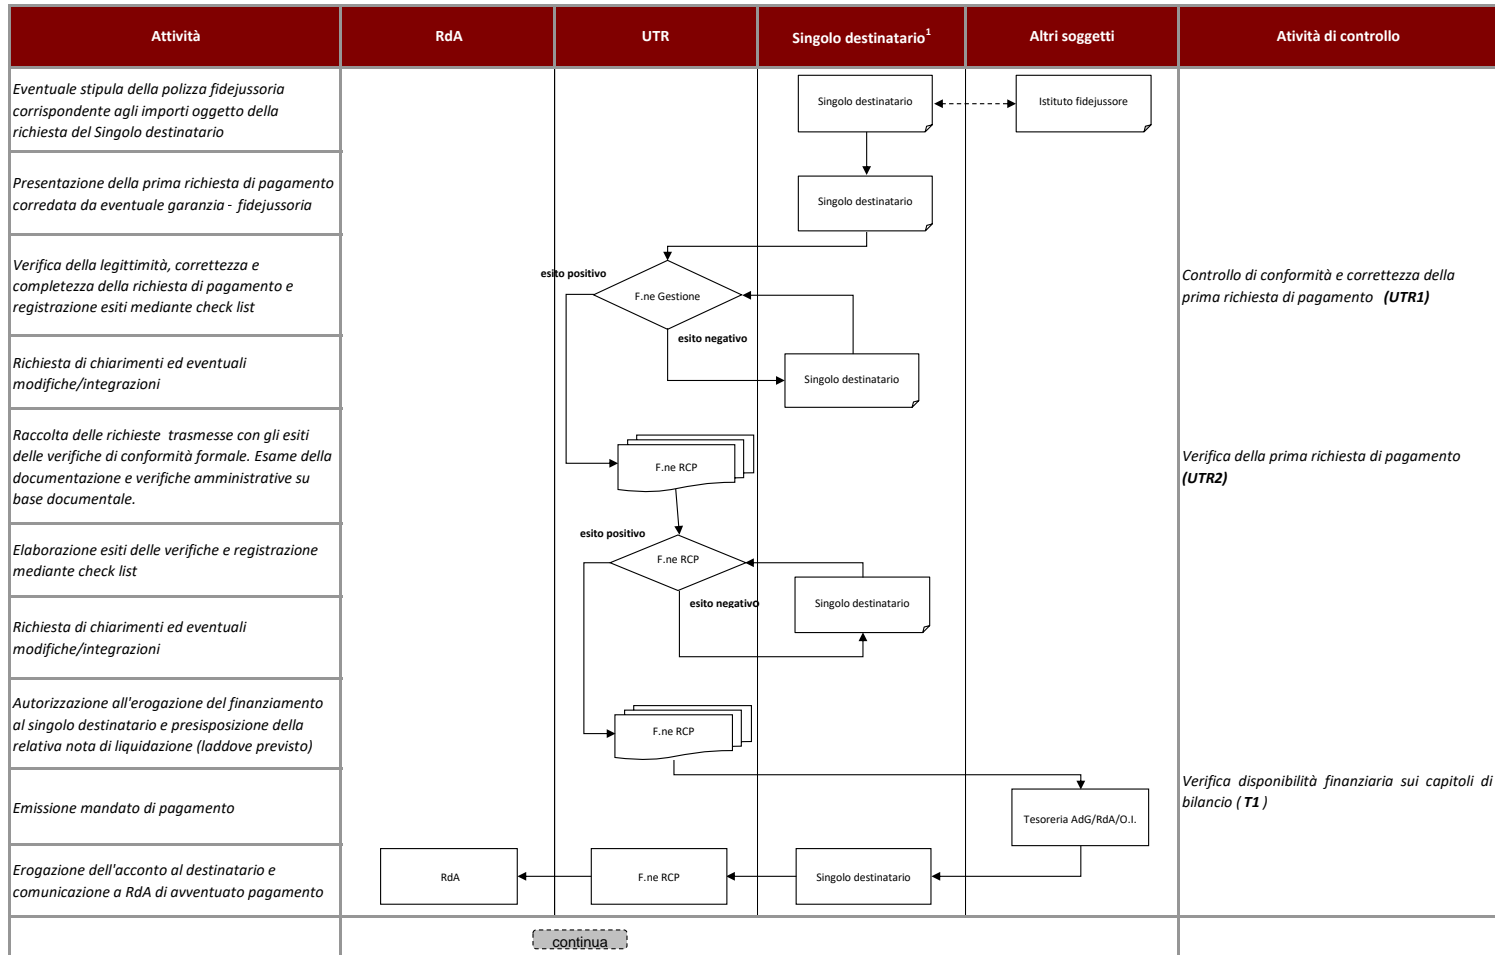 Attività
RdA
UTR
Singolo destinatario1
Altri soggetti
Atività di controllo
Eventuale stipula della polizza fidejussoria
corrispondente agli importi oggetto della
richiesta del Singolo destinatario
Singolo destinatario
Istituto fidejussore
Presentazione della prima richiesta di pagamento
corredata da eventuale garanzia - fidejussoria
Singolo destinatario
Verifica della legittimità, correttezza e
completezza della richiesta di pagamento e
registrazione esiti mediante check list
esito positivo
F.ne Gestione
esito negativo
Controllo di conformità e correttezza della
prima richiesta di pagamento (UTR1)
Richiesta di chiarimenti ed eventuali
modifiche/integrazioni
Singolo destinatario
Raccolta delle richieste trasmesse con gli esiti
delle verifiche di conformità formale. Esame della
documentazione e verifiche amministrative su
base documentale.
F.ne RCP
Verifica della prima richiesta di pagamento
(UTR2)
Elaborazione esiti delle verifiche e registrazione
mediante check list
esito positivo
F.ne RCP
esito negativo
Richiesta di chiarimenti ed eventuali
modifiche/integrazioni
Singolo destinatario
Autorizzazione all'erogazione del finanziamento
al singolo destinatario e presisposizione della
relativa nota di liquidazione (laddove previsto)
F.ne RCP
Emissione mandato di pagamento
Tesoreria AdG/RdA/O.I.
Verifica disponibilità finanziaria sui capitoli di
bilancio ( T1 )
Erogazione dell'acconto al destinatario e
comunicazione a RdA di avventuato pagamento
RdA
F.ne RCP
Singolo destinatario
continua